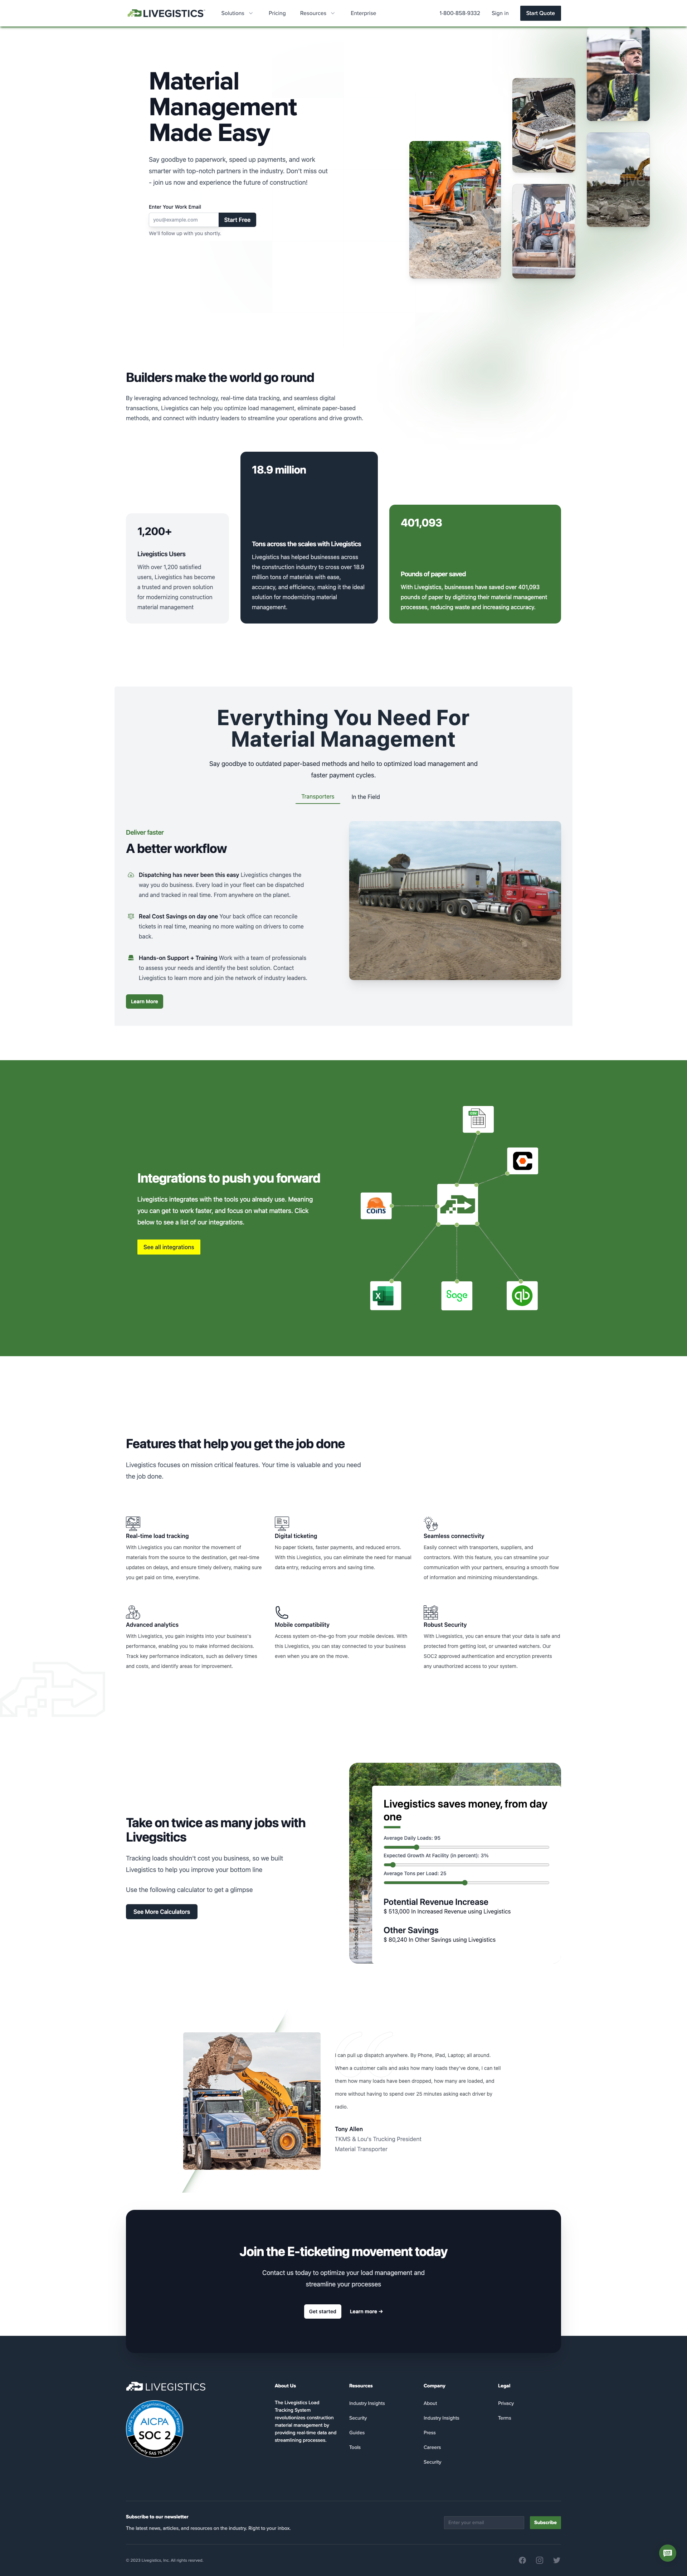 LIVEGISTICS
Solutions
Pricing
Resources
Enterprise
1-800-858-9332
Sign in
Start Quote
Material
Management
Made Easy
Say goodbye to paperwork, speed up payments, and work
smarter with top-notch partners in the industry. Don't miss out
- join us now and experience the future of construction!
Enter Your Work Email
you@example.com
Start Free
We'll follow up with you shortly.
Builders make the world go round
By leveraging advanced technology, real-time data tracking, and seamless digital
transactions, Livegistics can help you optimize load management, eliminate paper-based
methods, and connect with industry leaders to streamline your operations and drive growth.
1,200+
Livegistics Users
With over 1,200 satisfied
users, Livegistics has become
a trusted and proven solution
for modernizing construction
material management
18.9 million
Tons across the scales with Livegistics
Livegistics has helped businesses across
the construction industry to cross over 18.9
million tons of materials with ease,
accuracy, and efficiency, making it the ideal
solution for modernizing material
management.
401,093
Pounds of paper saved
With Livegistics, businesses have saved over 401,093
pounds of paper by digitizing their material management
processes, reducing waste and increasing accuracy.
Everything You Need For
Material Management
Say goodbye to outdated paper-based methods and hello to optimized load management and
faster payment cycles.
Transporters
In the Field
Deliver faster
A better workflow
Dispatching has never been this easy Livegistics changes the
way you do business. Every load in your fleet can be dispatched
and and tracked in real time. From anywhere on the planet.
Real Cost Savings on day one Your back office can reconcile
tickets in real time, meaning no more waiting on drivers to come
back.
Hands-on Support + Training Work with a team of professionals
to assess your needs and identify the best solution. Contact
Livegistics to learn more and join the network of industry leaders.
Learn More
Integrations to push you forward
Livegistics integrates with the tools you already use. Meaning
you can get to work faster, and focus on what matters. Click
below to see a list of our integrations.
See all integrations
coins
X
Sage
qb
Features that help you get the job done
Livegistics focuses on mission critical features. Your time is valuable and you need
the job done.
Real-time load tracking
With Livegistics you can monitor the movement of
materials from the source to the destination, get real-time
updates on delays, and ensure timely delivery, making sure
you get paid on time, everytime.
Digital ticketing
No paper tickets, faster payments, and reduced errors.
With this Livegistics, you can eliminate the need for manual
data entry, reducing errors and saving time.
Seamless connectivity
Easily connect with transporters, suppliers, and
contractors. With this feature, you can streamline your
communication with your partners, ensuring a smooth flow
of information and minimizing misunderstandings.
Advanced analytics
With Livegistics, you gain insights into your business's
performance, enabling you to make informed decisions.
Track key performance indicators, such as delivery times
and costs, and identify areas for improvement.
Mobile compatibility
Access system on-the-go from your mobile devices. With
this Livegistics, you can stay connected to your business
even when you are on the move.
Robust Security
With Livegistics, you can ensure that your data is safe and
protected from getting lost, or unwanted watchers. Our
SOC2 approved authentication and encryption prevents
any unauthorized access to your system.
Take on twice as many jobs with
Livegsitics
Tracking loads shouldn't cost you business, so we built
Livegistics to help you improve your bottom line
Use the following calculator to get a glimpse
See More Calculators
Livegistics saves money, from day
one
Average Daily Loads: 95
Expected Growth At Facility (in percent): 3%
Average Tons per Load: 25
Potential Revenue Increase
$ 513,000 In Increased Revenue using Livegistics
Other Savings
$ 80,240 In Other Savings using Livegistics
HYUNDAI
I can pull up dispatch anywhere. By Phone, iPad, Laptop; all around.
When a customer calls and asks how many loads they've done, I can tell
them how many loads have been dropped, how many are loaded, and
more without having to spend over 25 minutes asking each driver by
radio.
Tony Allen
TKMS & Lou's Trucking President
Material Transporter
Join the E-ticketing movement today
Contact us today to optimize your load management and
streamline your processes
Get started
Learn more →
LIVEGISTICS
AICPA
SOC 2
Formerly SAS 70 Reports
About Us
The Livegistics Load
Tracking System
revolutionizes construction
material management by
providing real-time data and
streamlining processes.
Resources
Industry Insights
Security
Guides
Tools
Company
About
Industry Insights
Press
Careers
Security
Legal
Privacy
Terms
Subscribe to our newsletter
The latest news, articles, and resources on the industry. Right to your inbox.
Enter your email
Subscribe
© 2023 Livegistics, Inc. All rights reserved.